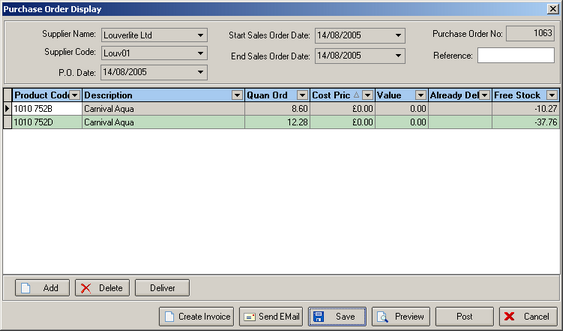 Purchase Order Display
Supplier Name: Louverlite Ltd Start Sales Order Date: 14/08/2005 Purchase Order No: 1063
Supplier Code: Louv01 End Sales Order Date: 14/08/2005 Reference:
P.O. Date: 14/08/2005
Product Code Description Quan Ord Cost Pric Value Already Del Free Stock
1010 752B Carnival Aqua 8.60 £0.00 0.00 -10.27
1010 752D Carnival Aqua 12.28 £0.00 0.00 -37.76
Add Delete Deliver
Create Invoice Send EMail Save Preview Post Cancel